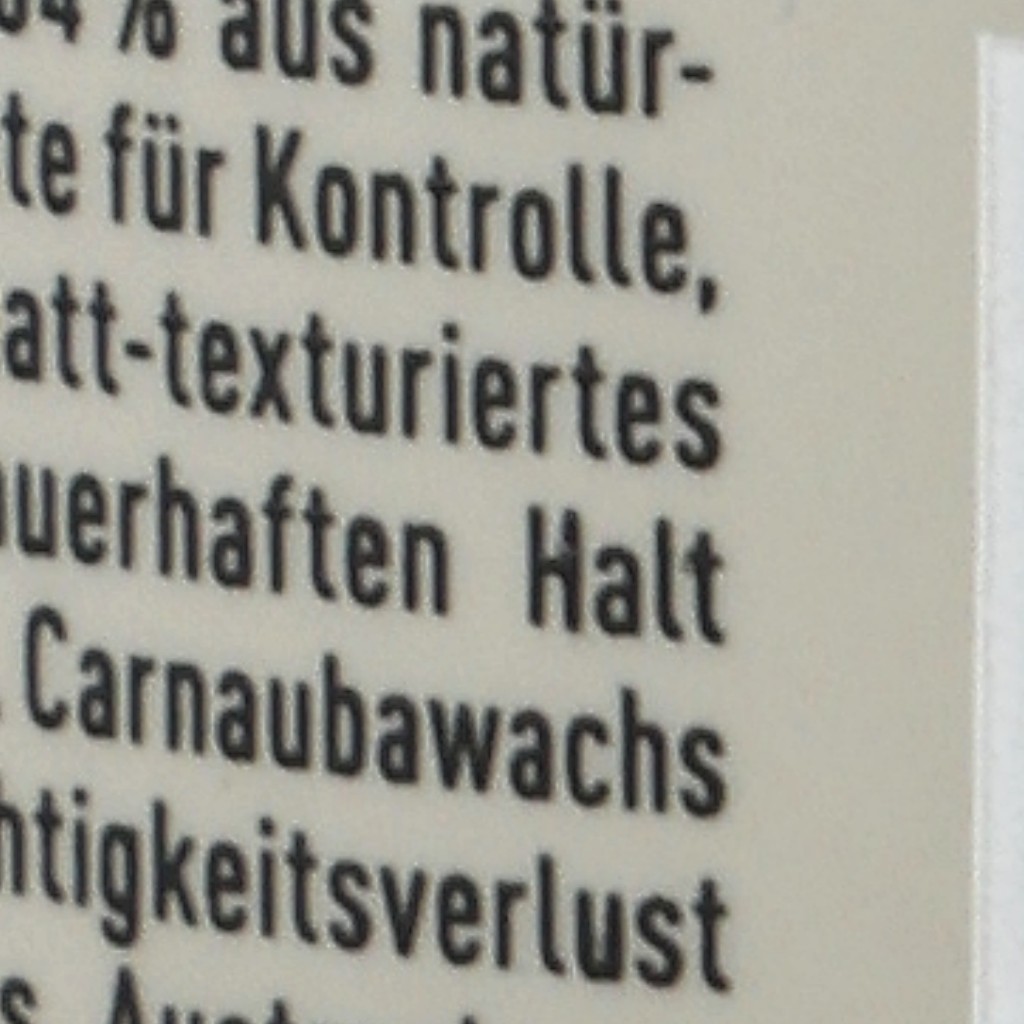 % aus natür-
te für Kontrolle,
att-texturiertes
uerhaften Halt
Carnaubawachs
htigkeitsverlust